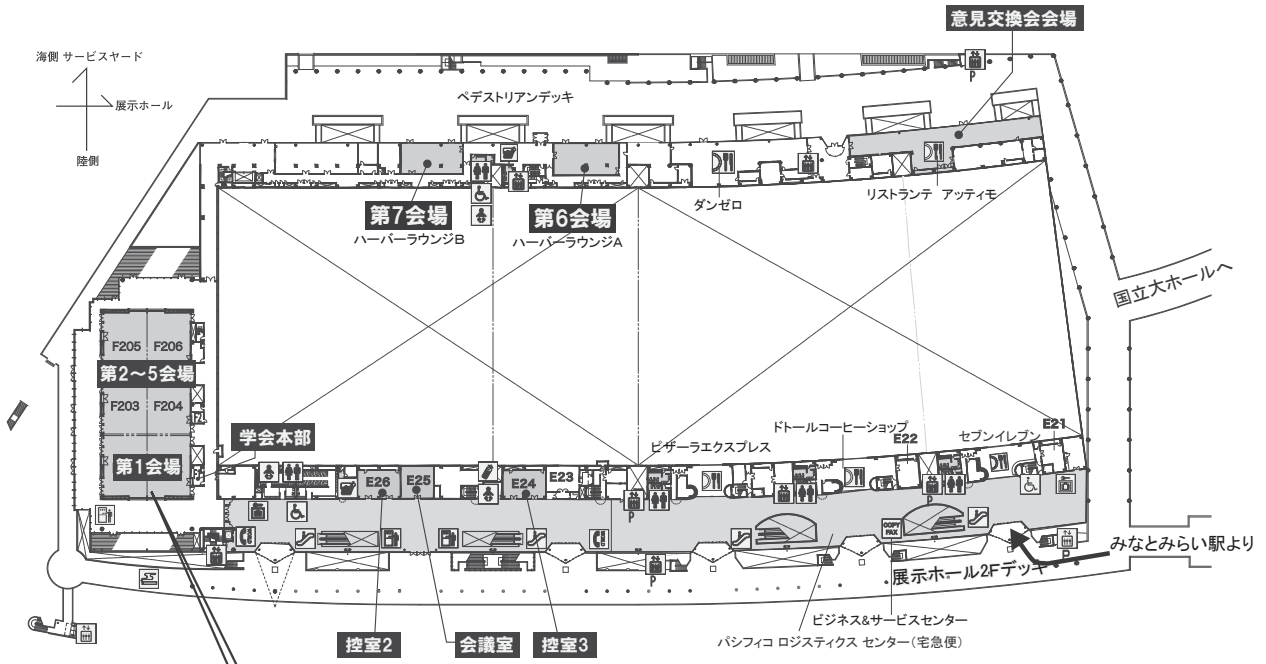 意見交換会会場
海側 サービスヤード
展示ホール
陸側
ペデストリアンデッキ
P
ダンゼロ
リストランテ アッティモ
第7会場
ハーバーラウンジB
第6会場
ハーバーラウンジA
国立大ホールへ
F205
F206
第2～5会場
F203
F204
第1会場
学会本部
ピザーラエクスプレス
ドトールコーヒーショップ
E22
セブンイレブン
E21
E26
E25
E24
E23
P
P
COPY
FAX
P
P
みなとみらい駅より
展示ホール2Fデッキ
ビジネス&サービスセンター
パシフィコ ロジスティクス センター(宅急便)
控室2
会議室
控室3